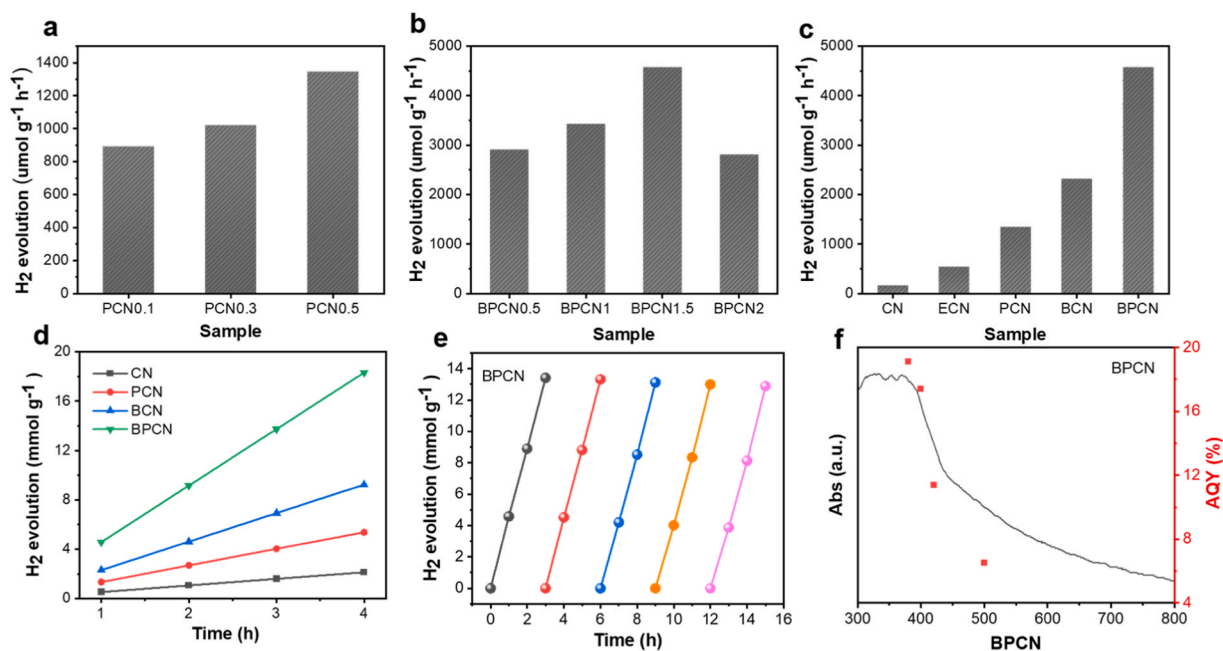 a
H2 evolution (umol g-1 h-1)
1400
1200
1000
800
600
400
200
0
PCN0.1 PCN0.3 PCN0.5
Sample
b
H2 evolution (umol g-1 h-1)
5000
4000
3000
2000
1000
0
BPCN0.5 BPCN1 BPCN1.5 BPCN2
Sample
c
H2 evolution (umol g-1 h-1)
5000
4000
3000
2000
1000
0
CN ECN PCN BCN BPCN
Sample
d
H2 evolution (mmol g-1)
20
16
12
8
4
0
CN
PCN
BCN
BPCN
1 2 3 4
Time (h)
e
H2 evolution (mmol g-1)
14
12
10
8
6
4
2
0
BPCN
0 2 4 6 8 10 12 14 16
Time (h)
f
Abs (a.u.)
BPCN
20
16
12
8
4
AQY (%)
300 400 500 600 700 800
BPCN